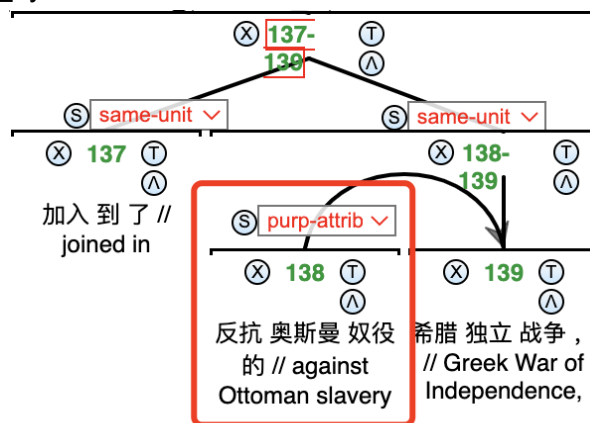 X 137- T
139 Λ
S same-unit S same-unit
X 137 T X 138- T
Λ 139 Λ
加入 到 了 //
joined in
S purp-attrib
X 138 T X 139 T
Λ Λ
反抗 奥斯曼 奴役 希腊 独立 战争 ，
的 // against // Greek War of
Ottoman slavery Independence,